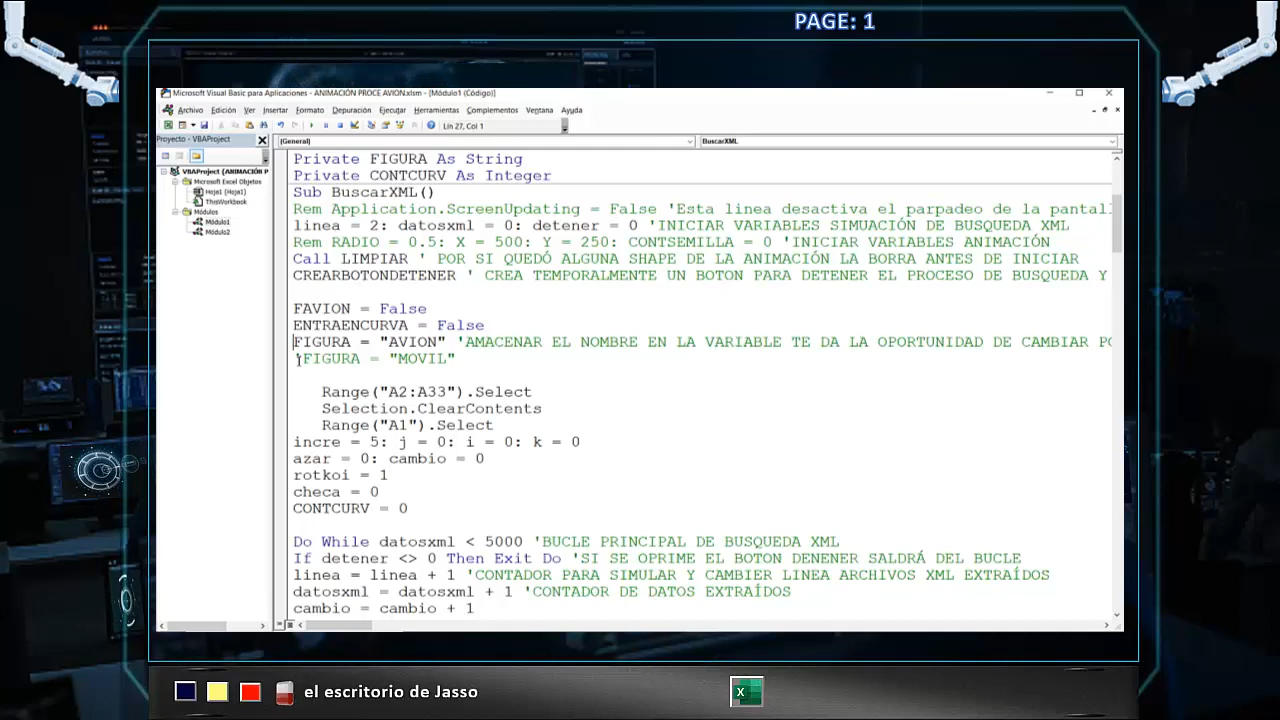 PAGE: 1
Microsoft Visual Basic para Aplicaciones - ANIMACIÓN PROCE AVION.xlsm - [Módulo1 (Código)]
Archivo Edición Ver Insertar Formato Depuración Ejecutar Herramientas Complementos Ventana Ayuda
Lín 27, Col 1
Proyecto - VBAProject
(General)
BuscarXML
VBAProject (ANIMACIÓN P
Microsoft Excel Objetos
Hoja1 (Hoja1)
ThisWorkbook
Módulos
Módulo1
Módulo2
Private FIGURA As String
Private CONTCURV As Integer
Sub BuscarXML()
Rem Application.ScreenUpdating = False 'Esta linea desactiva el parpadeo de la pantal
linea = 2: datosxml = 0: detener = 0 'INICIAR VARIABLES SIMUACIÓN DE BUSQUEDA XML
Rem RADIO = 0.5: X = 500: Y = 250: CONTSEMILLA = 0 'INICIAR VARIABLES ANIMACIÓN
Call LIMPIAR ' POR SI QUEDÓ ALGUNA SHAPE DE LA ANIMACIÓN LA BORRA ANTES DE INICIAR
CREARBOTONDETENER ' CREA TEMPORALMENTE UN BOTON PARA DETENER EL PROCESO DE BUSQUEDA Y
FAVION = False
ENTRAENCURVA = False
FIGURA = "AVION" 'AMACENAR EL NOMBRE EN LA VARIABLE TE DA LA OPORTUNIDAD DE CAMBIAR PO
'FIGURA = "MOVIL"
Range("A2:A33").Select
Selection.ClearContents
Range("A1").Select
incre = 5: j = 0: i = 0: k = 0
azar = 0: cambio = 0
rotkoi = 1
checa = 0
CONTCURV = 0
Do While datosxml < 5000 'BUCLE PRINCIPAL DE BUSQUEDA XML
If detener <> 0 Then Exit Do 'SI SE OPRIME EL BOTON DENENER SALDRÁ DEL BUCLE
linea = linea + 1 'CONTADOR PARA SIMULAR Y CAMBIER LINEA ARCHIVOS XML EXTRAÍDOS
datosxml = datosxml + 1 'CONTADOR DE DATOS EXTRAÍDOS
cambio = cambio + 1
el escritorio de Jasso